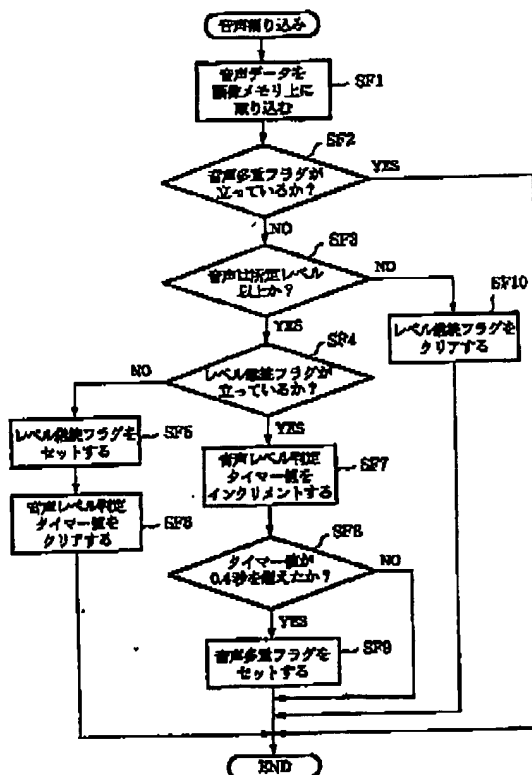 音声割り込み
音声データを
画像メモリ上に
取り込む
SF1
SF2
音声多重フラグが
立っているか？
YES
NO
SF3
音声は所定レベル
以上か？
NO
SF10
YES
レベル継続フラグを
クリアする
SF4
NO
レベル継続フラグが
立っているか？
YES
レベル継続フラグを
セットする
SF5
音声レベル判定
タイマー値を
インクリメントする
SF7
音声レベル判定
タイマー値を
クリアする
SF6
SF8
タイマー値が
0.4秒を超えたか？
NO
YES
音声多重フラグを
セットする
SF9
END